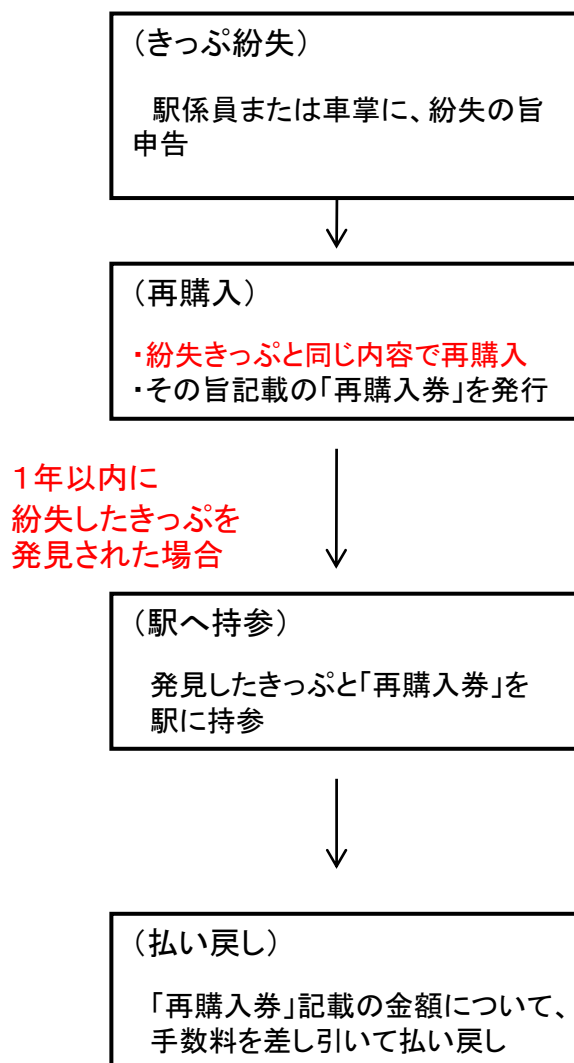 （きっぷ紛失）
駅係員または車掌に、紛失の旨
申告
（再購入）
・紛失きっぷと同じ内容で再購入
・その旨記載の「再購入券」を発行
１年以内に
紛失したきっぷを
発見された場合
（駅へ持参）
発見したきっぷと「再購入券」を
駅に持参
（払い戻し）
「再購入券」記載の金額について、
手数料を差し引いて払い戻し